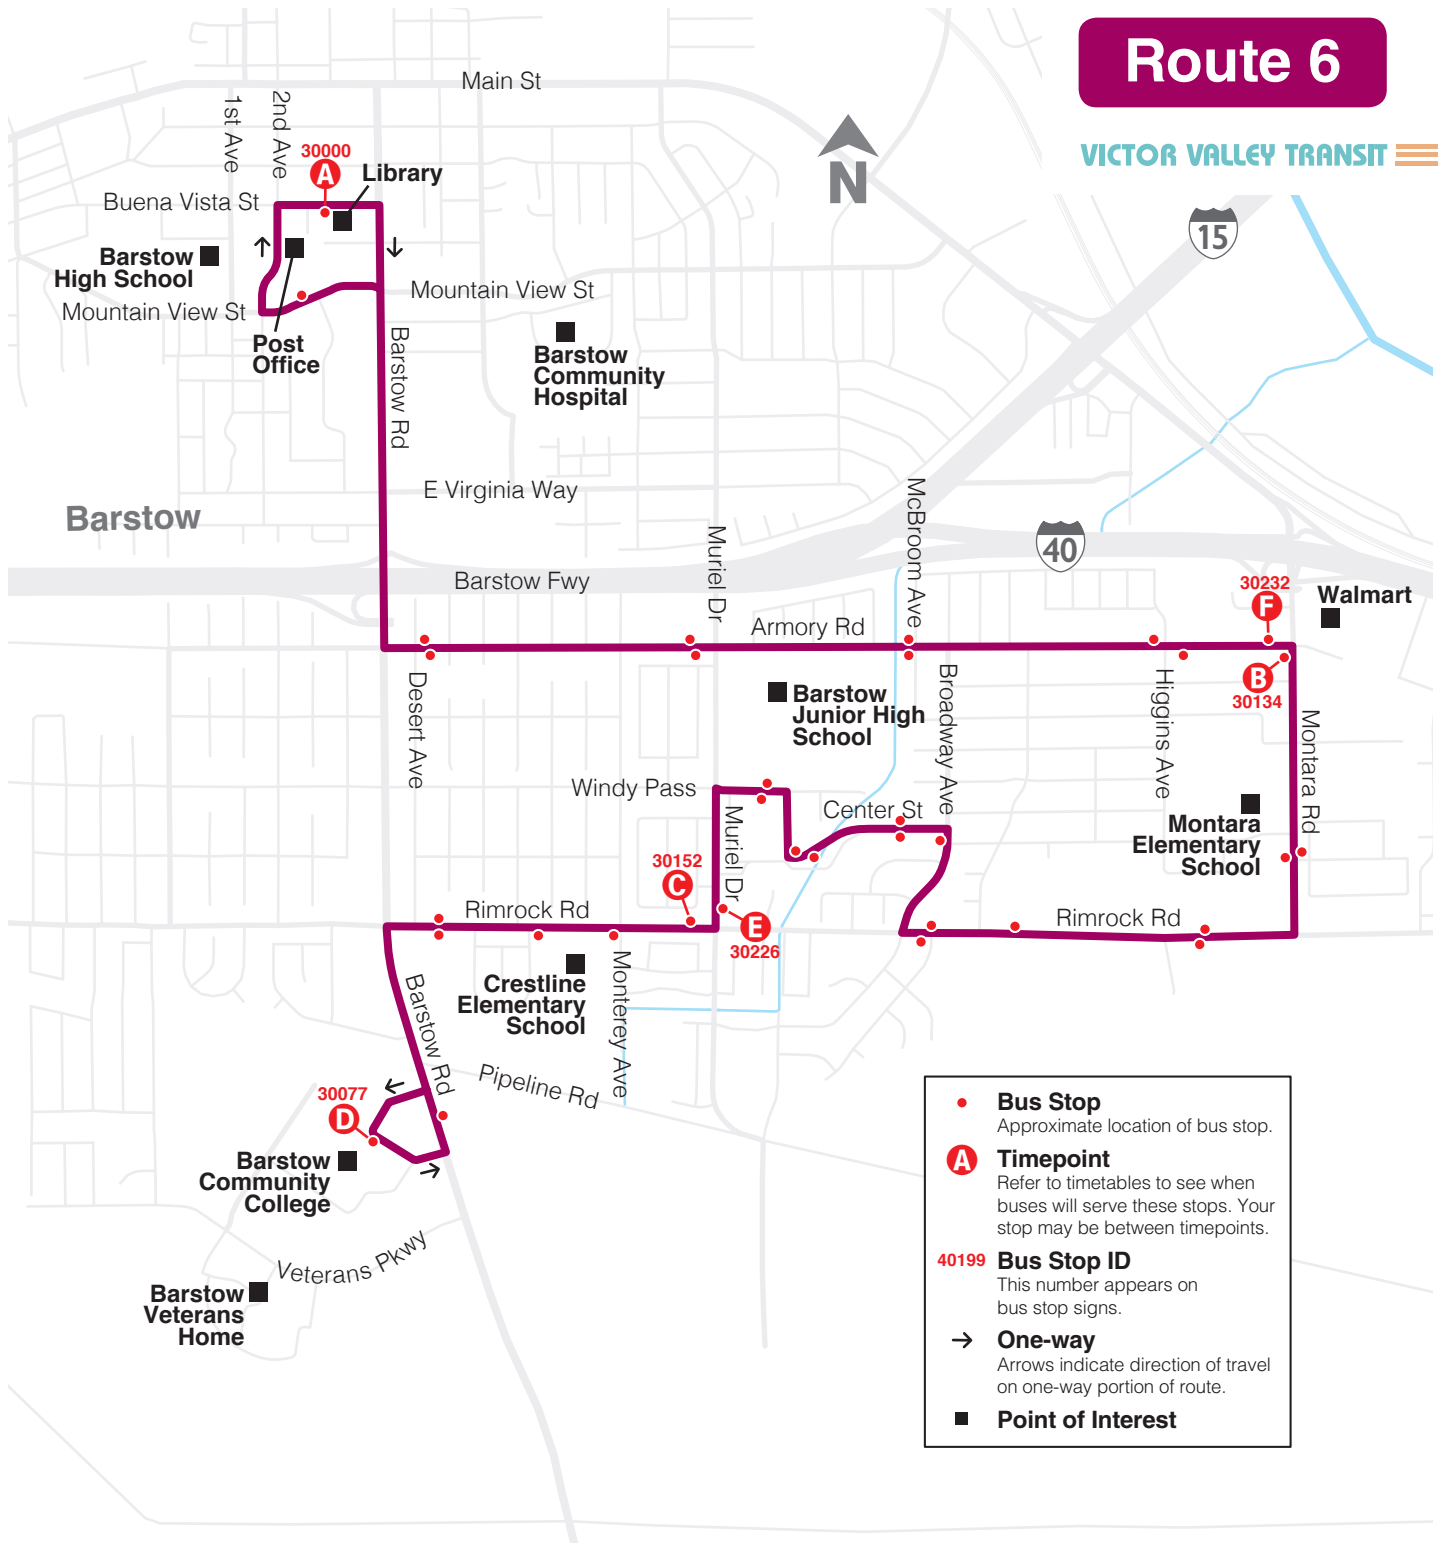 Route 6
VICTOR VALLEY TRANSIT
Main St
1st Ave
2nd Ave
30000
A
Library
Buena Vista St
Barstow
High School
Mountain View St
Mountain View St
Post
Office
Barstow Rd
Barstow
Community
Hospital
15
E Virginia Way
Barstow
McBroom Ave
Muriel Dr
40
Barstow Fwy
30232
F
Walmart
Armory Rd
B
30134
Desert Ave
Barstow
Junior High
School
Broadway Ave
Higgins Ave
Montara Rd
Windy Pass
Center St
Muriel Dr
Montara
Elementary
School
30152
C
Rimrock Rd
E
30226
Rimrock Rd
Crestline
Elementary
School
Monterey Ave
Barstow Rd
Pipeline Rd
30077
D
Barstow
Community
College
Veterans Pkwy
Barstow
Veterans
Home
Bus Stop
Approximate location of bus stop.
A
Timepoint
Refer to timetables to see when
buses will serve these stops. Your
stop may be between timepoints.
40199 Bus Stop ID
This number appears on
bus stop signs.
One-way
Arrows indicate direction of travel
on one-way portion of route.
Point of Interest
N